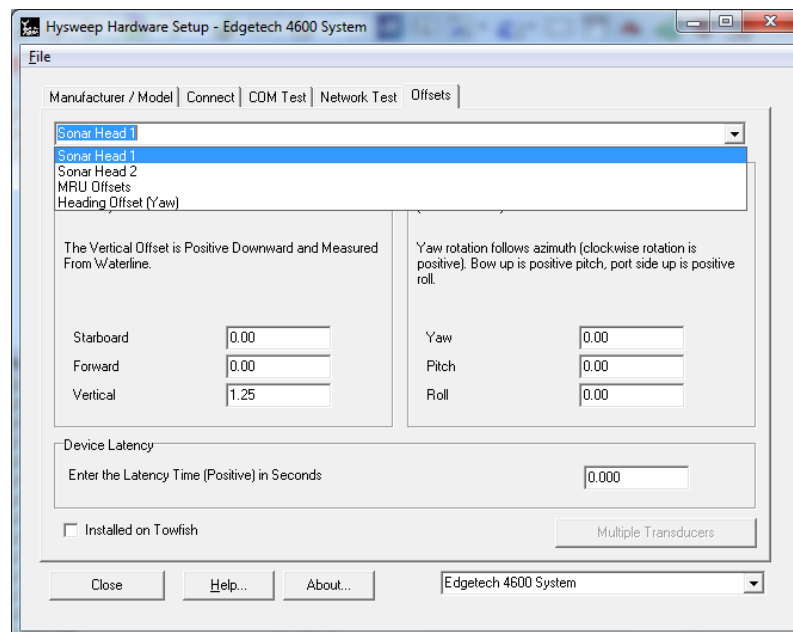 Hysweep Hardware Setup - Edgetech 4600 System
File
Manufacturer / Model Connect COM Test Network Test Offsets
Sonar Head 1
Sonar Head 1
Sonar Head 2
MRU Offsets
Heading Offset (Yaw)
The Vertical Offset is Positive Downward and Measured
From Waterline.
Yaw rotation follows azimuth (clockwise rotation is
positive). Bow up is positive pitch, port side up is positive
roll.
Starboard 0.00 Yaw 0.00
Forward 0.00 Pitch 0.00
Vertical 1.25 Roll 0.00
Device Latency
Enter the Latency Time (Positive) in Seconds 0.000
Installed on Towfish Multiple Transducers
Close Help... About... Edgetech 4600 System